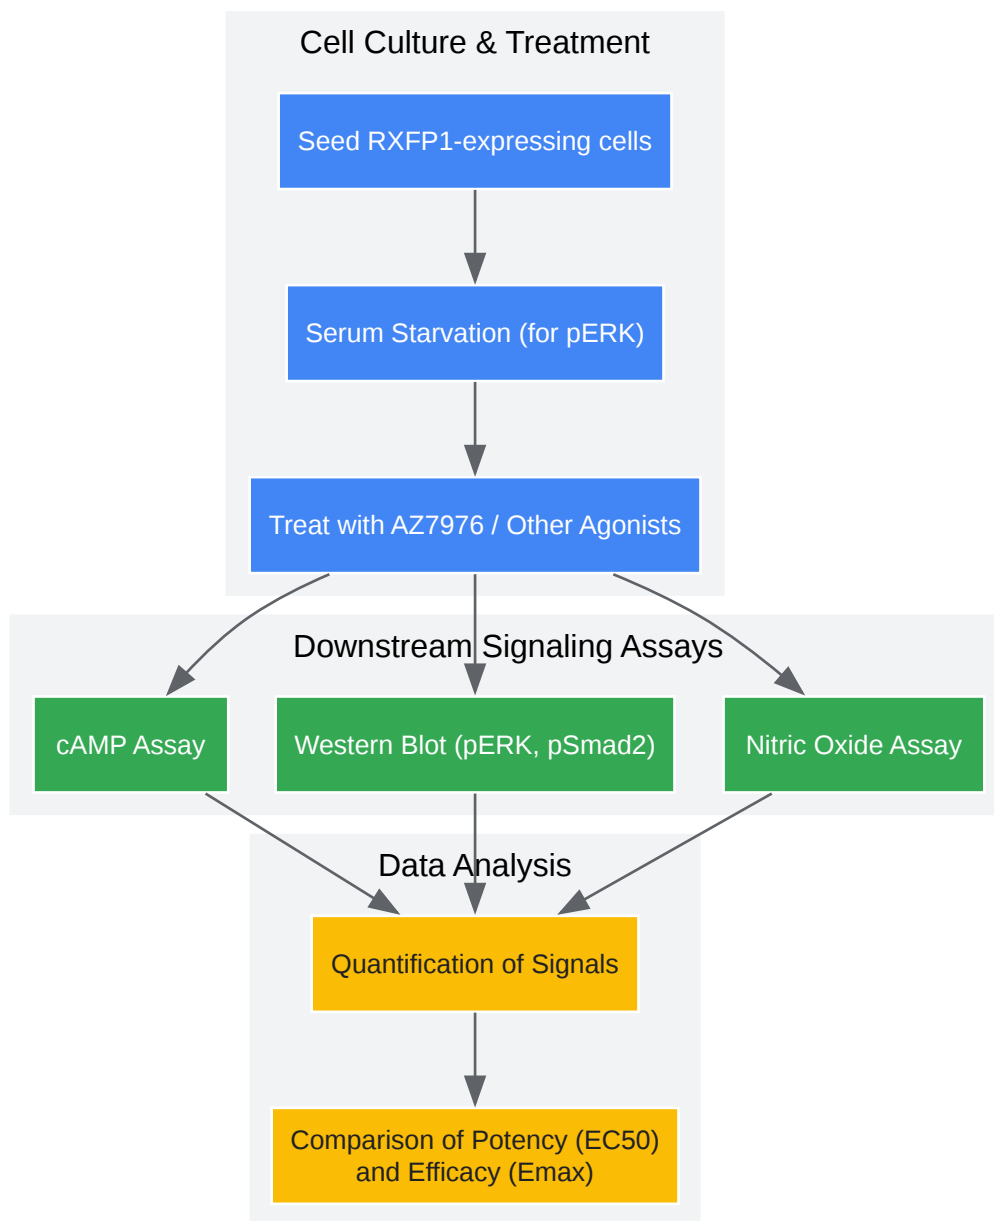 Cell Culture & Treatment
Seed RXFP1-expressing cells
Serum Starvation (for pERK)
Treat with AZ7976 / Other Agonists
Downstream Signaling Assays
cAMP Assay
Western Blot (pERK, pSmad2)
Nitric Oxide Assay
Data Analysis
Quantification of Signals
Comparison of Potency (EC50)
and Efficacy (Emax)